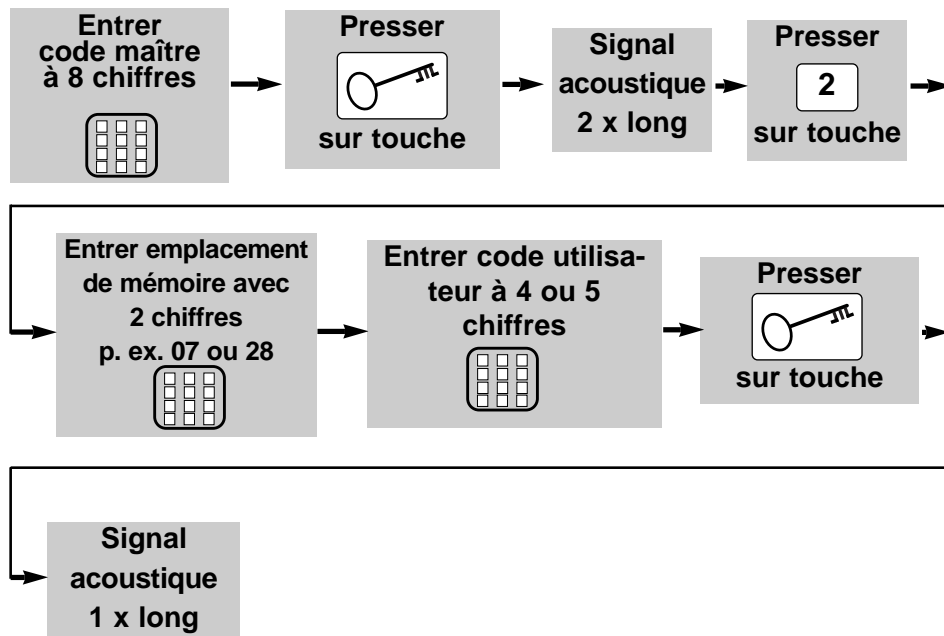 Entrer
code maître
à 8 chiffres
Presser
sur touche
Signal
acoustique
2 x long
Presser
2
sur touche
Entrer emplacement
de mémoire avec
2 chiffres
p. ex. 07 ou 28
Entrer code utilisa-
teur à 4 ou 5
chiffres
Presser
sur touche
Signal
acoustique
1 x long